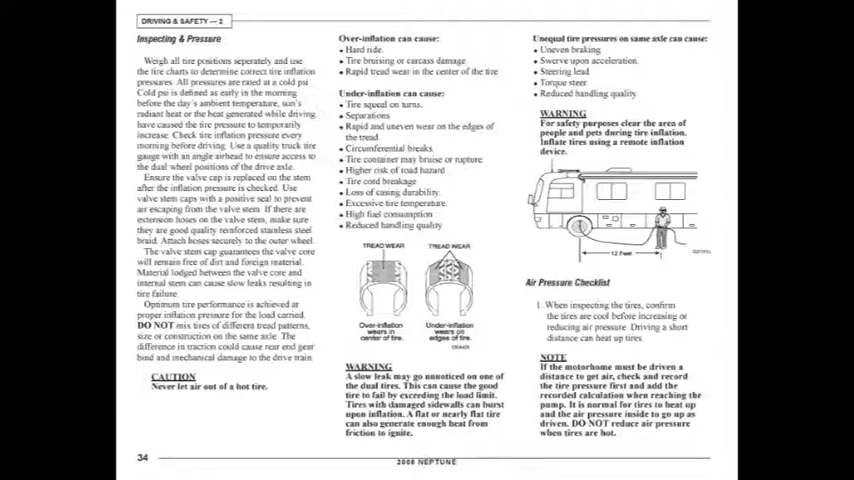 DRIVING & SAFETY — 2
Inspecting & Pressure
Weigh all tire positions seperately and use
the tire charts to determine correct tire inflation
pressures. All pressures are rated at a cold psi
Cold psi is defined as early in the morning
before the day's ambient temperature, sun's
radiant heat or the heat generated while driving
have caused the tire pressure to temporarily
increase. Check tire inflation pressure every
morning before driving. Use a quality truck tire
gauge with an angle airhead to ensure access to
the dual wheel positions of the drive axle.
Ensure the valve cap is replaced on the stem
after the inflation pressure is checked. Use
valve stem caps with a positive seal to prevent
air escaping from the valve stem. If there are
extension hoses on the valve stem, make sure
they are good quality reinforced stainless steel
braid. Attach hoses securely to the outer wheel.
The valve stem cap guarantees the valve core
will remain free of dirt and foreign material.
Material lodged between the valve core and
internal stem can cause slow leaks resulting in
tire failure.
Optimum tire performance is achieved at
proper inflation pressure for the load carried.
DO NOT mix tires of different tread patterns,
size or construction on the same axle. The
difference in traction could cause rear end gear
bind and mechanical damage to the drive train.
CAUTION
Never let air out of a hot tire.
Over-inflation can cause:
• Hard ride.
• Tire bruising or carcass damage.
• Rapid tread wear in the center of the tire
Under-inflation can cause:
• Tire squeal on turns.
• Separations.
• Rapid and uneven wear on the edges of
the tread.
• Circumferential breaks.
• Tire container may bruise or rupture.
• Higher risk of road hazard
• Tire cord breakage.
• Loss of casing durability.
• Excessive tire temperature.
• High fuel consumption
• Reduced handling quality
TREAD WEAR
TREAD WEAR
Over-inflation
wears in
center of tire.
Under-inflation
wears on
edges of tire.
WARNING
A slow leak may go unnoticed on one of
the dual tires. This can cause the good
tire to fail by exceeding the load limit.
Tires with damaged sidewalls can burst
upon inflation. A flat or nearly flat tire
can also generate enough heat from
friction to ignite.
Unequal tire pressures on same axle can cause:
• Uneven braking.
• Swerve upon acceleration.
• Steering lead.
• Torque steer
• Reduced handling quality.
WARNING
For safety purposes clear the area of
people and pets during tire inflation.
Inflate tires using a remote inflation
device.
12 Feet
Air Pressure Checklist
1. When inspecting the tires, confirm
the tires are cool before increasing or
reducing air pressure. Driving a short
distance can heat up tires.
NOTE
If the motorhome must be driven a
distance to get air, check and record
the tire pressure first and add the
recorded calculation when reaching the
pump. It is normal for tires to heat up
and the air pressure inside to go up as
driven. DO NOT reduce air pressure
when tires are hot.
34
2008 NEPTUNE